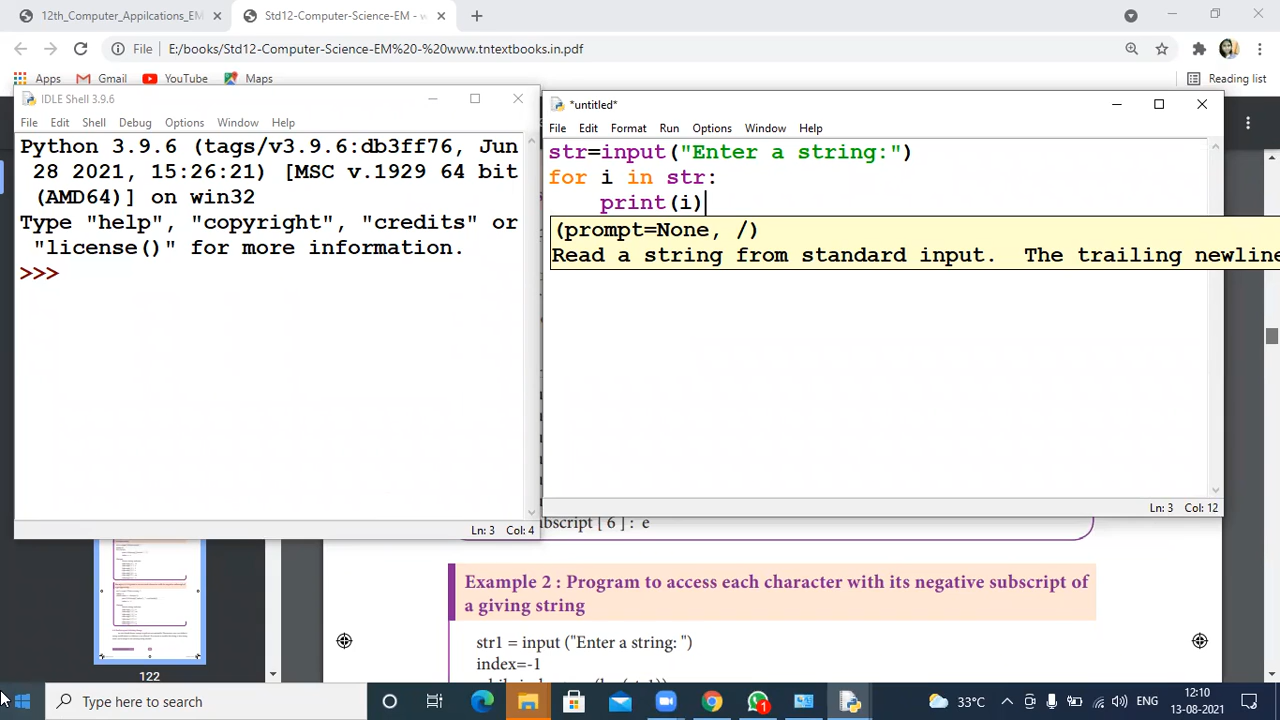 12th_Computer_Appilcations_EM
Std12-Computer-Science-EM - w
File
E:/books/Std12-Computer-Science-EM%20-%20www.tntextbooks.in.pdf
Apps
Gmail
YouTube
Maps
Reading list
IDLE Shell 3.9.6
File Edit Shell Debug Options Window Help
Python 3.9.6 (tags/v3.9.6:db3ff76, Jun
28 2021, 15:26:21) [MSC v.1929 64 bit
(AMD64)] on win32
Type "help", "copyright", "credits" or
"license()" for more information.
>>>
Ln: 3 Col: 4
*untitled*
File Edit Format Run Options Window Help
str=input("Enter a string:")
for i in str:
print(i)
(prompt=None, /)
Read a string from standard input. The trailing newline
Ln: 3 Col: 12
bscript [ 6 ] : e
Example 2 : Program to access each character with its negative subscript of
a giving string
str1 = input ("Enter a string: ")
index=-1
122
Type here to search
1
33°C
ENG
12:10
13-08-2021